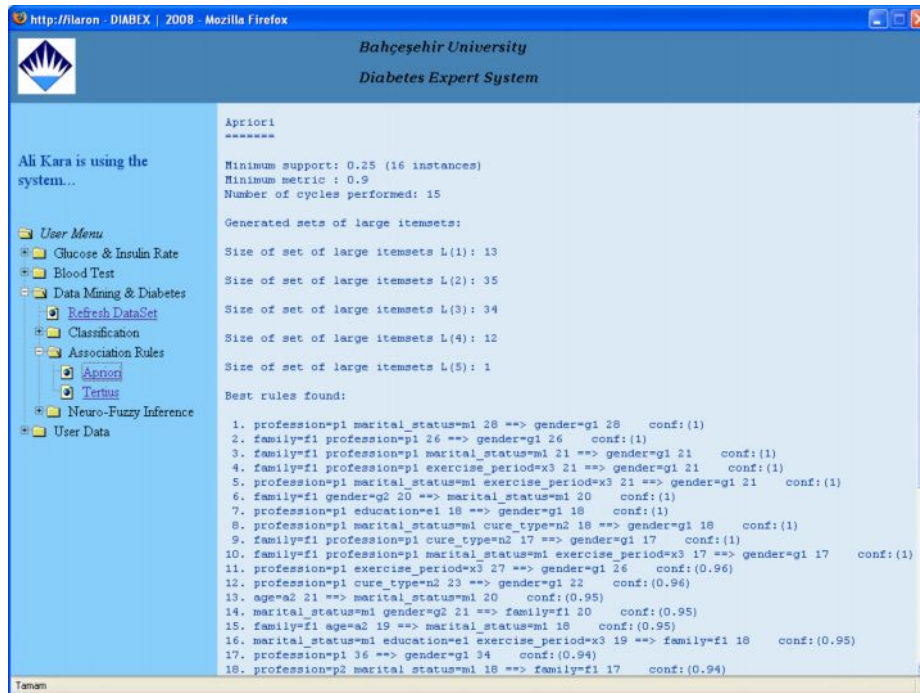 http://ilaron - DIABEX | 2008 - Mozilla Firefox
Bahçeşehir University
Diabetes Expert System
Ali Kara is using the
system...
User Menu
Glucose & Insulin Rate
Blood Test
Data Mining & Diabetes
Refresh DataSet
Classification
Association Rules
Apriori
Tertius
Neuro-Fuzzy Inference
User Data
Apriori
=======
Minimum support: 0.25 (16 instances)
Minimum metric : 0.9
Number of cycles performed: 15
Generated sets of large itemsets:
Size of set of large itemsets L(1): 13
Size of set of large itemsets L(2): 35
Size of set of large itemsets L(3): 34
Size of set of large itemsets L(4): 12
Size of set of large itemsets L(5): 1
Best rules found:
1. profession=p1 marital_status=m1 28 ==> gender=g1 28 conf:(1)
2. family=f1 profession=p1 26 ==> gender=g1 26 conf:(1)
3. family=f1 profession=p1 marital_status=m1 21 ==> gender=g1 21 conf:(1)
4. family=f1 profession=p1 exercise_period=x3 21 ==> gender=g1 21 conf:(1)
5. profession=p1 marital_status=m1 exercise_period=x3 21 ==> gender=g1 21 conf:(1)
6. family=f1 gender=g2 20 ==> marital_status=m1 20 conf:(1)
7. profession=p1 education=e1 18 ==> gender=g1 18 conf:(1)
8. profession=p1 marital_status=m1 cure_type=n2 18 ==> gender=g1 18 conf:(1)
9. family=f1 profession=p1 cure_type=n2 17 ==> gender=g1 17 conf:(1)
10. family=f1 profession=p1 marital_status=m1 exercise_period=x3 17 ==> gender=g1 17 conf:(1)
11. profession=p1 exercise_period=x3 27 ==> gender=g1 26 conf:(0.96)
12. profession=p1 cure_type=n2 23 ==> gender=g1 22 conf:(0.96)
13. age=a2 21 ==> marital_status=m1 20 conf:(0.95)
14. marital_status=m1 gender=g2 21 ==> family=f1 20 conf:(0.95)
15. family=f1 age=a2 19 ==> marital_status=m1 18 conf:(0.95)
16. marital_status=m1 education=e1 exercise_period=x3 19 ==> family=f1 18 conf:(0.95)
17. profession=p1 36 ==> gender=g1 34 conf:(0.94)
18. profession=p2 marital_status=m1 18 ==> family=f1 17 conf:(0.94)
Tamam